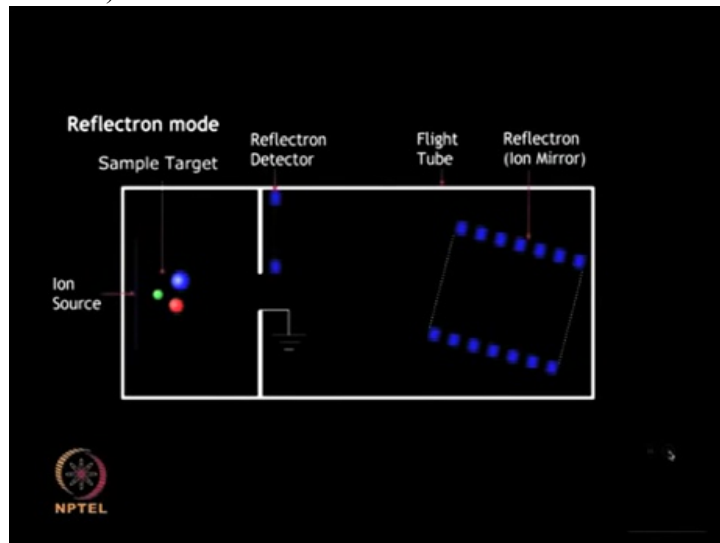 )
Reflectron mode
Sample Target
Reflectron
Detector
Flight
Tube
Reflectron
(Ion Mirror)
Ion
Source
NPTEL